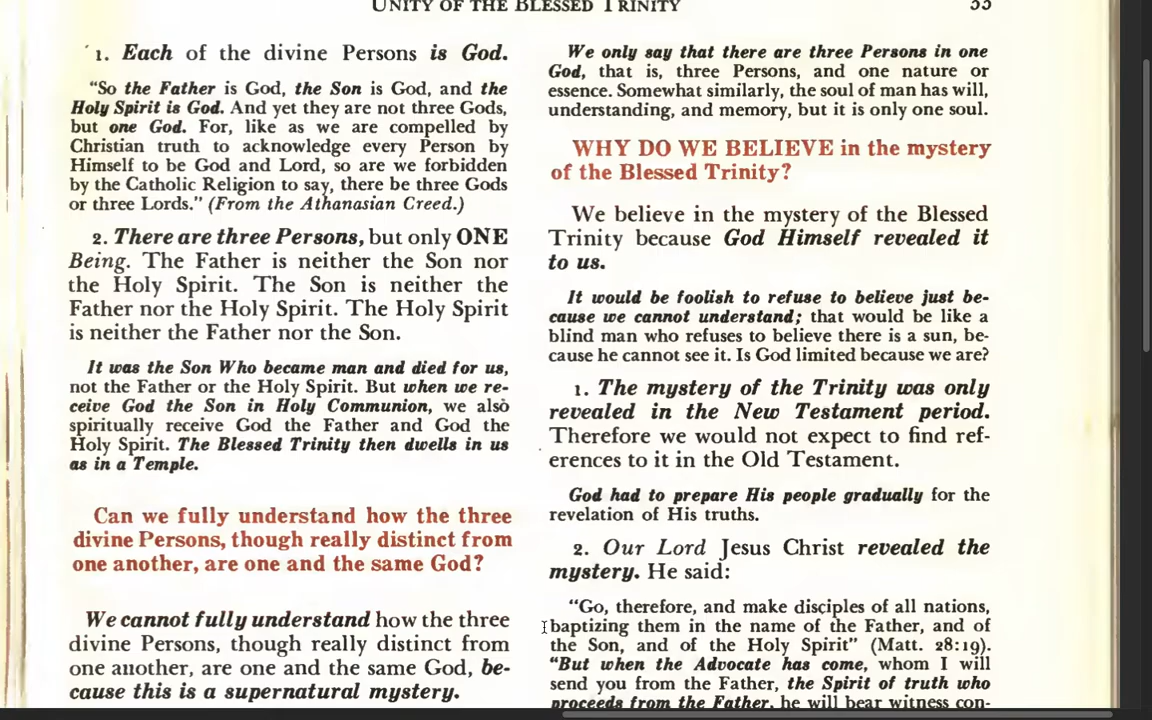 UNITY OF THE BLESSED TRINITY 33
1. Each of the divine Persons is God.
“So the Father is God, the Son is God, and the
Holy Spirit is God. And yet they are not three Gods,
but one God. For, like as we are compelled by
Christian truth to acknowledge every Person by
Himself to be God and Lord, so are we forbidden
by the Catholic Religion to say, there be three Gods
or three Lords.” (From the Athanasian Creed.)
2. There are three Persons, but only ONE
Being. The Father is neither the Son nor
the Holy Spirit. The Son is neither the
Father nor the Holy Spirit. The Holy Spirit
is neither the Father nor the Son.
It was the Son Who became man and died for us,
not the Father or the Holy Spirit. But when we re-
ceive God the Son in Holy Communion, we also
spiritually receive God the Father and God the
Holy Spirit. The Blessed Trinity then dwells in us
as in a Temple.
Can we fully understand how the three
divine Persons, though really distinct from
one another, are one and the same God?
We cannot fully understand how the three
divine Persons, though really distinct from
one another, are one and the same God, be-
cause this is a supernatural mystery.
We only say that there are three Persons in one
God, that is, three Persons, and one nature or
essence. Somewhat similarly, the soul of man has will,
understanding, and memory, but it is only one soul.
WHY DO WE BELIEVE in the mystery
of the Blessed Trinity?
We believe in the mystery of the Blessed
Trinity because God Himself revealed it
to us.
It would be foolish to refuse to believe just be-
cause we cannot understand; that would be like a
blind man who refuses to believe there is a sun, be-
cause he cannot see it. Is God limited because we are?
1. The mystery of the Trinity was only
revealed in the New Testament period.
Therefore we would not expect to find ref-
erences to it in the Old Testament.
God had to prepare His people gradually for the
revelation of His truths.
2. Our Lord Jesus Christ revealed the
mystery. He said:
“Go, therefore, and make disciples of all nations,
baptizing them in the name of the Father, and of
the Son, and of the Holy Spirit” (Matt. 28:19).
“But when the Advocate has come, whom I will
send you from the Father, the Spirit of truth who
proceeds from the Father, he will bear witness con-